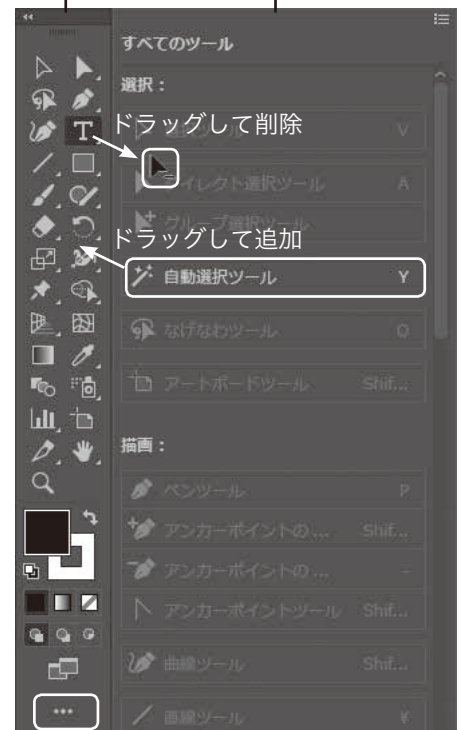 すべてのツール
選択：
ドラッグして削除
V
ダイレクト選択ツール A
グループ選択ツール
ドラッグして追加
自動選択ツール Y
なげなわツール Q
アートボードツール Shif...
描画：
ペンツール P
アンカーポイントの ... Shif...
アンカーポイントの ... -
アンカーポイントツール Shif...
曲線ツール Shif...
直線ツール ¥